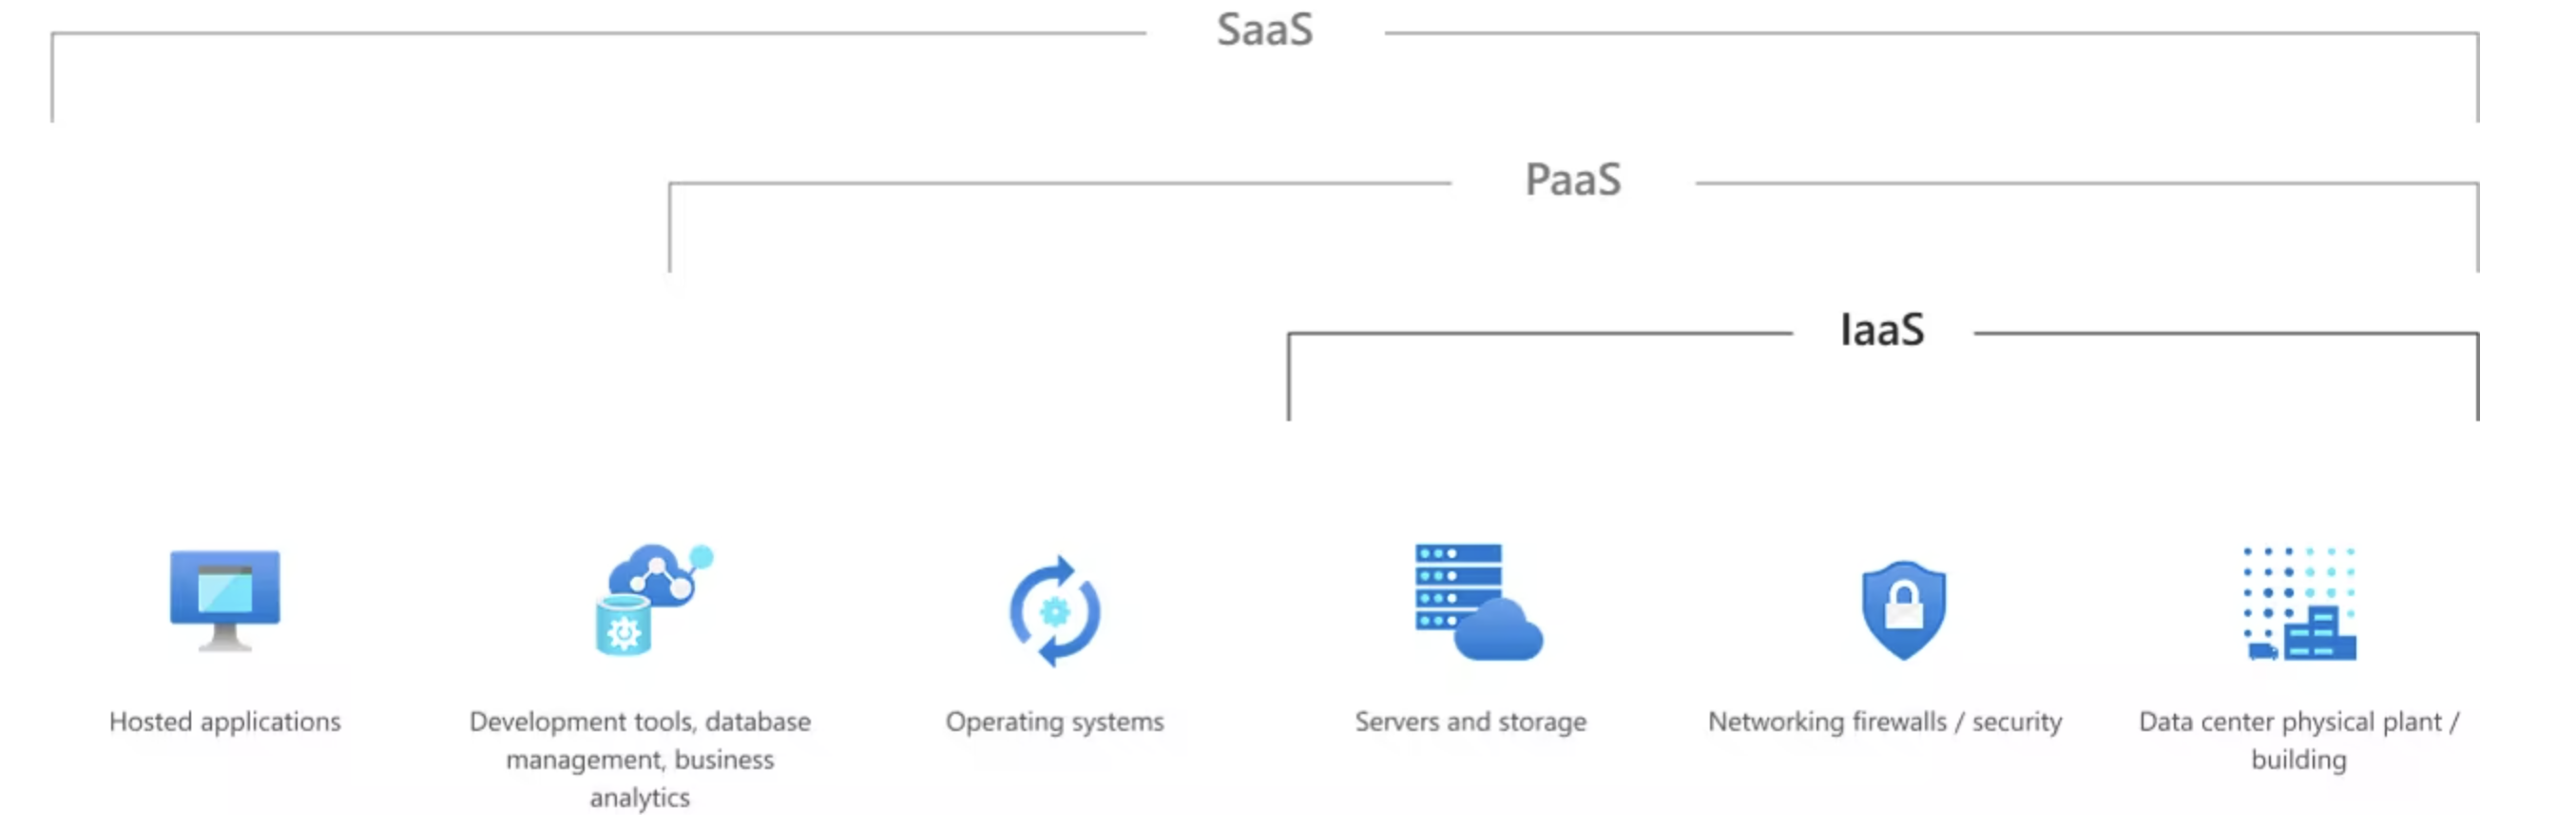 SaaS
PaaS
IaaS
Hosted applications
Development tools, database
management, business
analytics
Operating systems
Servers and storage
Networking firewalls / security
Data center physical plant /
building